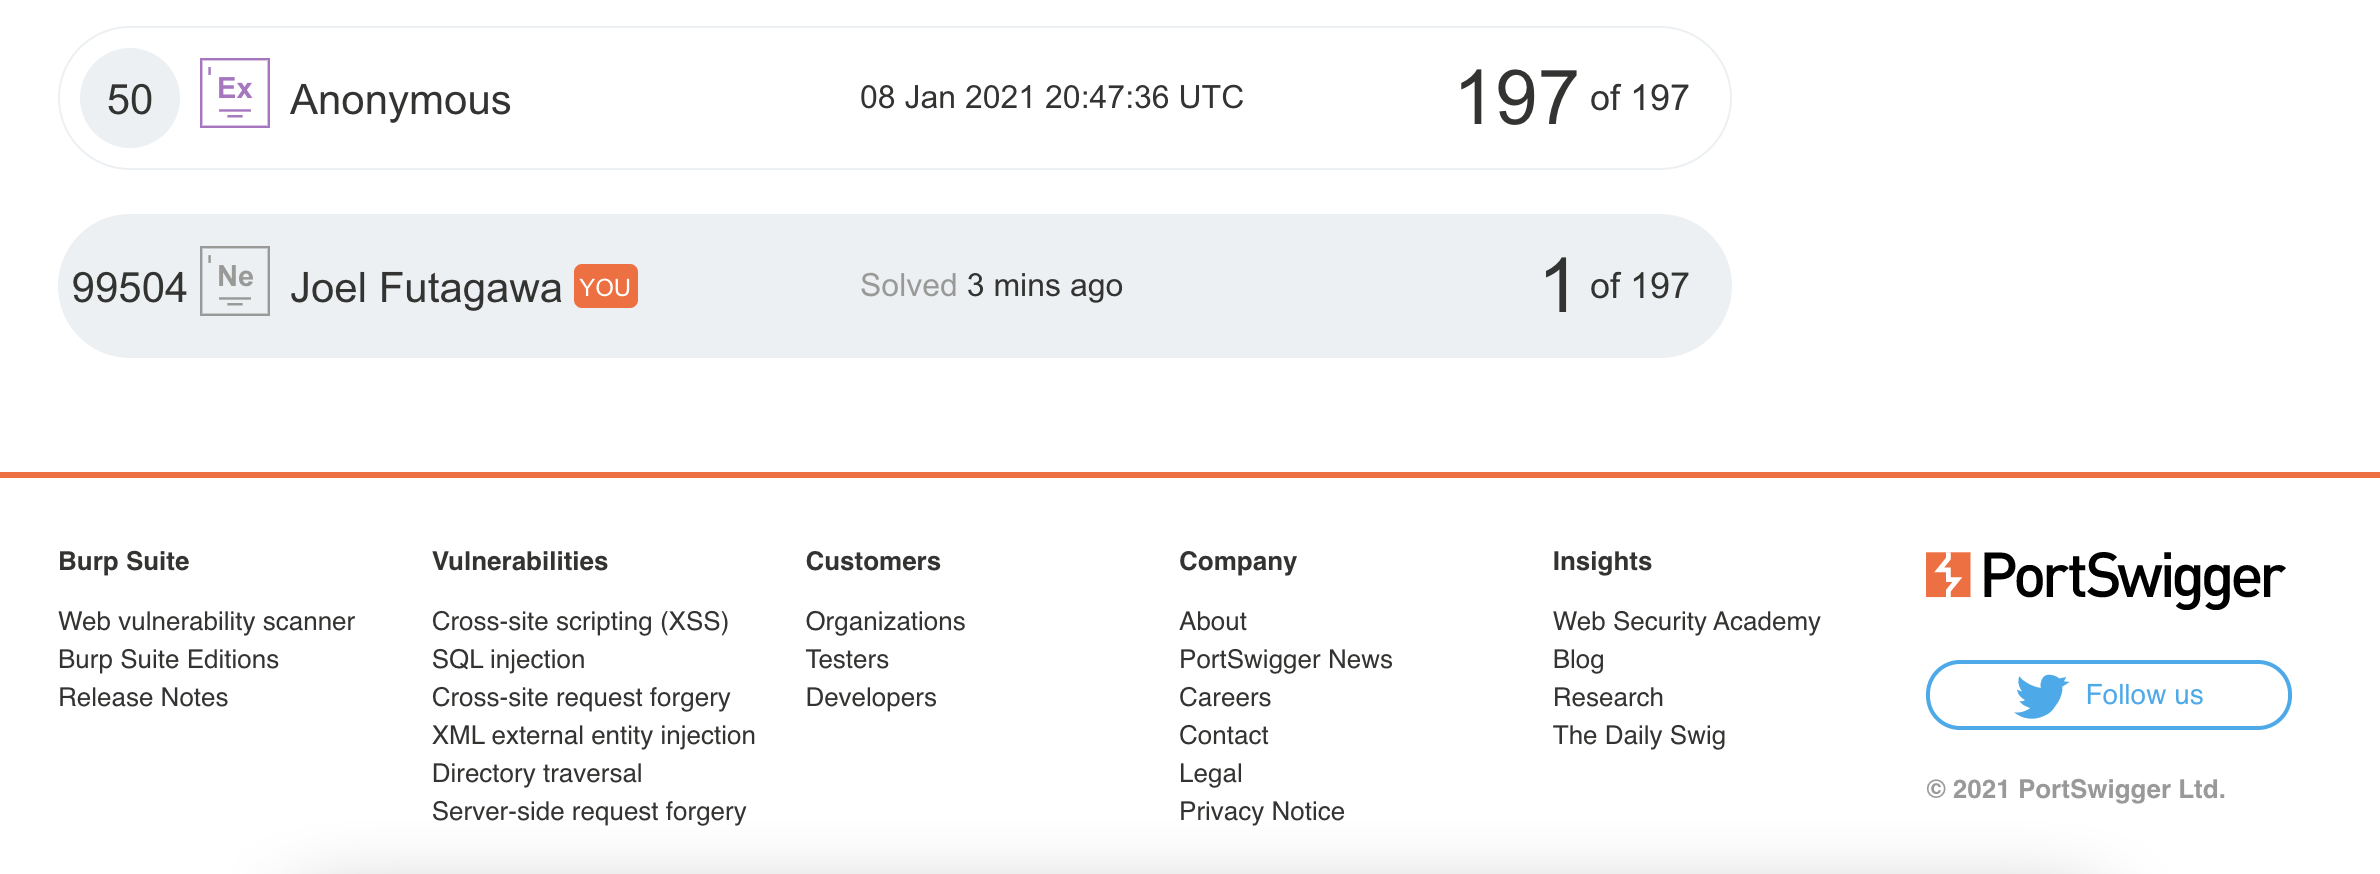 50 Ex Anonymous 08 Jan 2021 20:47:36 UTC 197 of 197
99504 Ne Joel Futagawa YOU Solved 3 mins ago 1 of 197
Burp Suite
Web vulnerability scanner
Burp Suite Editions
Release Notes
Vulnerabilities
Cross-site scripting (XSS)
SQL injection
Cross-site request forgery
XML external entity injection
Directory traversal
Server-side request forgery
Customers
Organizations
Testers
Developers
Company
About
PortSwigger News
Careers
Contact
Legal
Privacy Notice
Insights
Web Security Academy
Blog
Research
The Daily Swig
PortSwigger
Follow us
© 2021 PortSwigger Ltd.